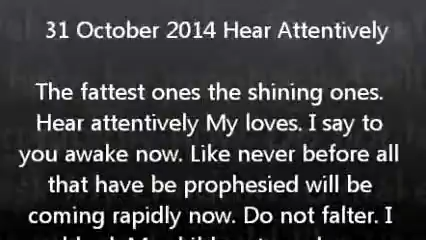 31 October 2014 Hear Attentively
The fattest ones the shining ones.
Hear attentively My loves. I say to
you awake now. Like never before all
that have be prophesied will be
coming rapidly now. Do not falter. I